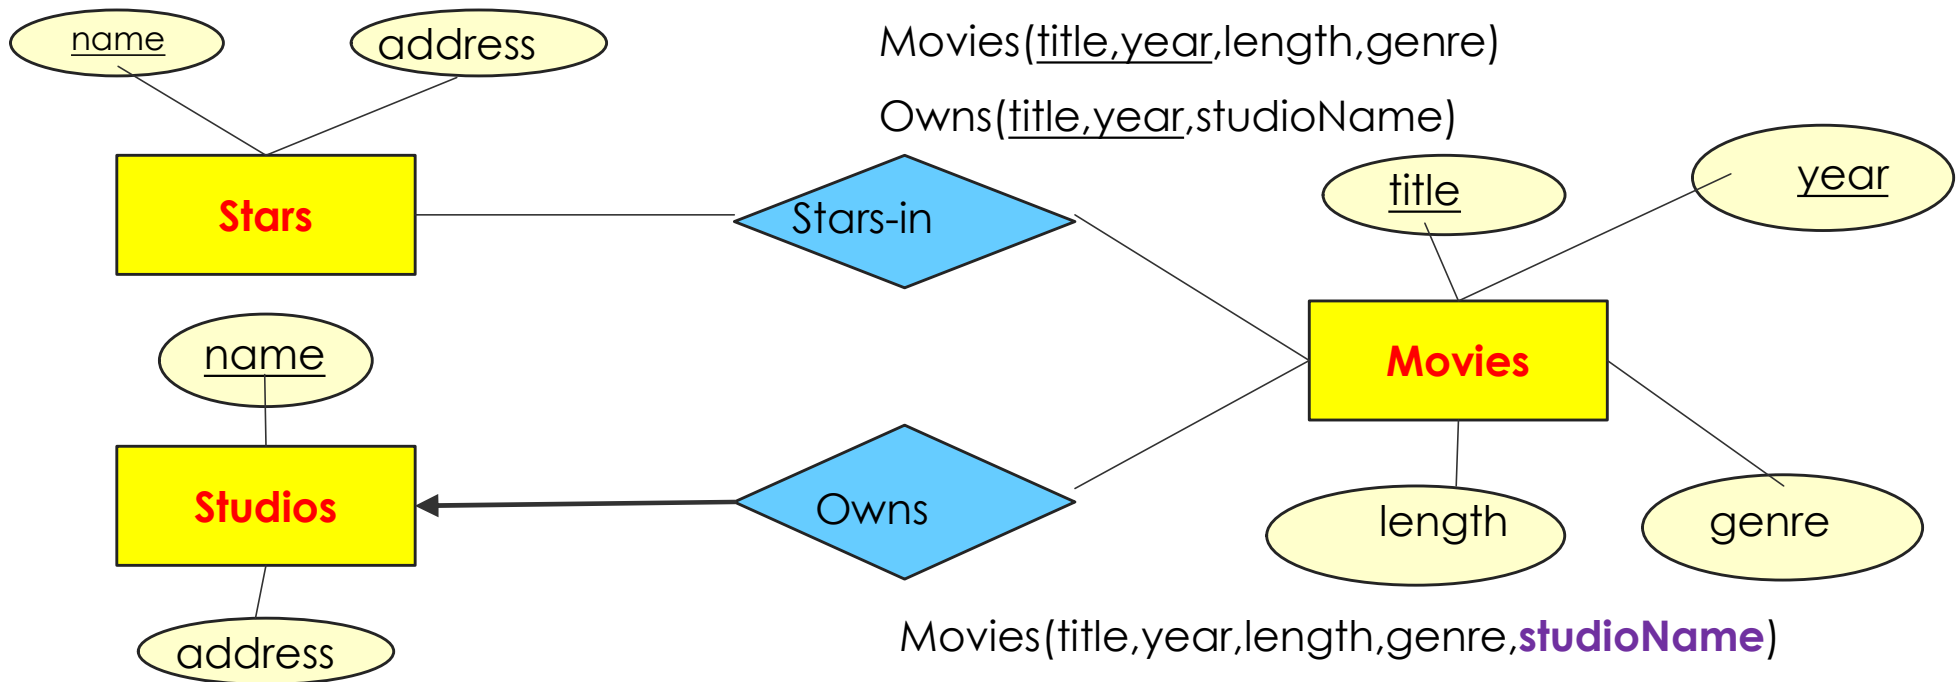 name
address
Movies(title,year,length,genre)
Owns(title,year,studioName)
title
year
Stars
Stars-in
name
Movies
Studios
Owns
length
genre
address
Movies(title,year,length,genre,studioName)